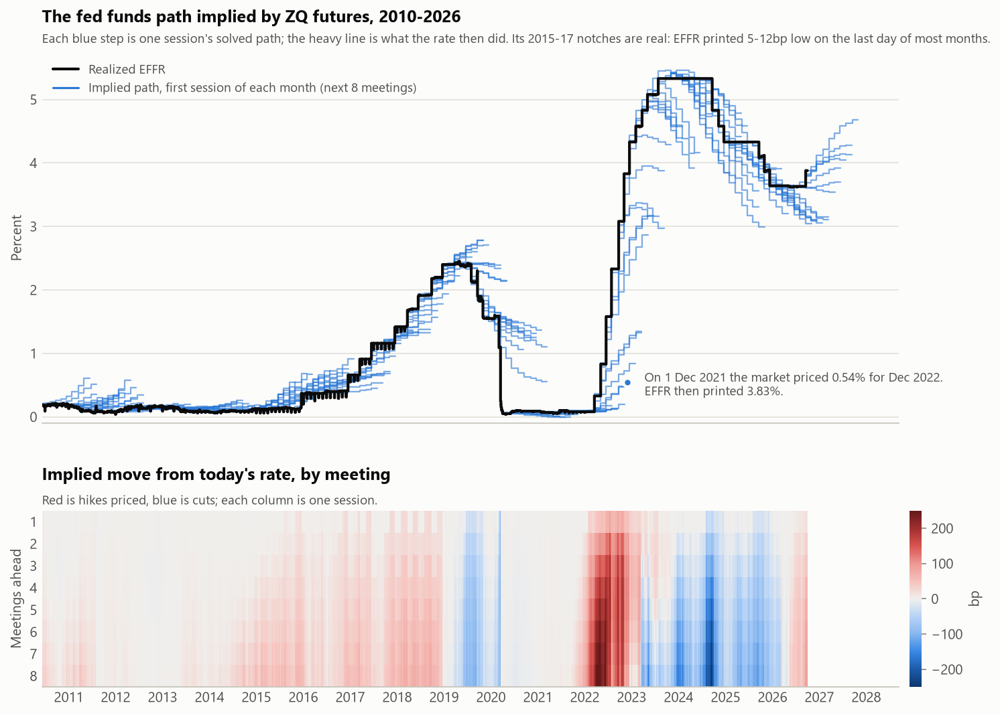 The fed funds path implied by ZQ futures, 2010-2026
Each blue step is one session's solved path; the heavy line is what the rate then did. Its 2015-17 notches are real: EFFR printed 5-12bp low on the last day of most months.
Realized EFFR
Implied path, first session of each month (next 8 meetings)
Percent
5
4
3
2
1
0
On 1 Dec 2021 the market priced 0.54% for Dec 2022.
EFFR then printed 3.83%.
Implied move from today's rate, by meeting
Red is hikes priced, blue is cuts; each column is one session.
Meetings ahead
1
2
3
4
5
6
7
8
2011 2012 2013 2014 2015 2016 2017 2018 2019 2020 2021 2022 2023 2024 2025 2026 2027 2028
200
100
0
−100
−200
bp